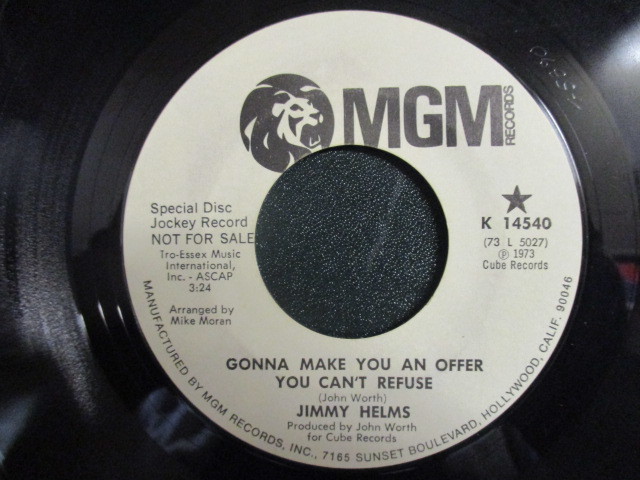 MGM
RECORDS
Special Disc
Jockey Record
NOT FOR SALE
Tro-Essex Music
International,
Inc. - ASCAP
3:24
Arranged by
Mike Moran
K 14540
(73 L 5027)
℗ 1973
Cube Records
GONNA MAKE YOU AN OFFER
YOU CAN'T REFUSE
(John Worth)
JIMMY HELMS
Produced by John Worth
for Cube Records
MANUFACTURED BY MGM RECORDS, INC., 7165 SUNSET BOULEVARD, HOLLYWOOD, CALIF. 90046